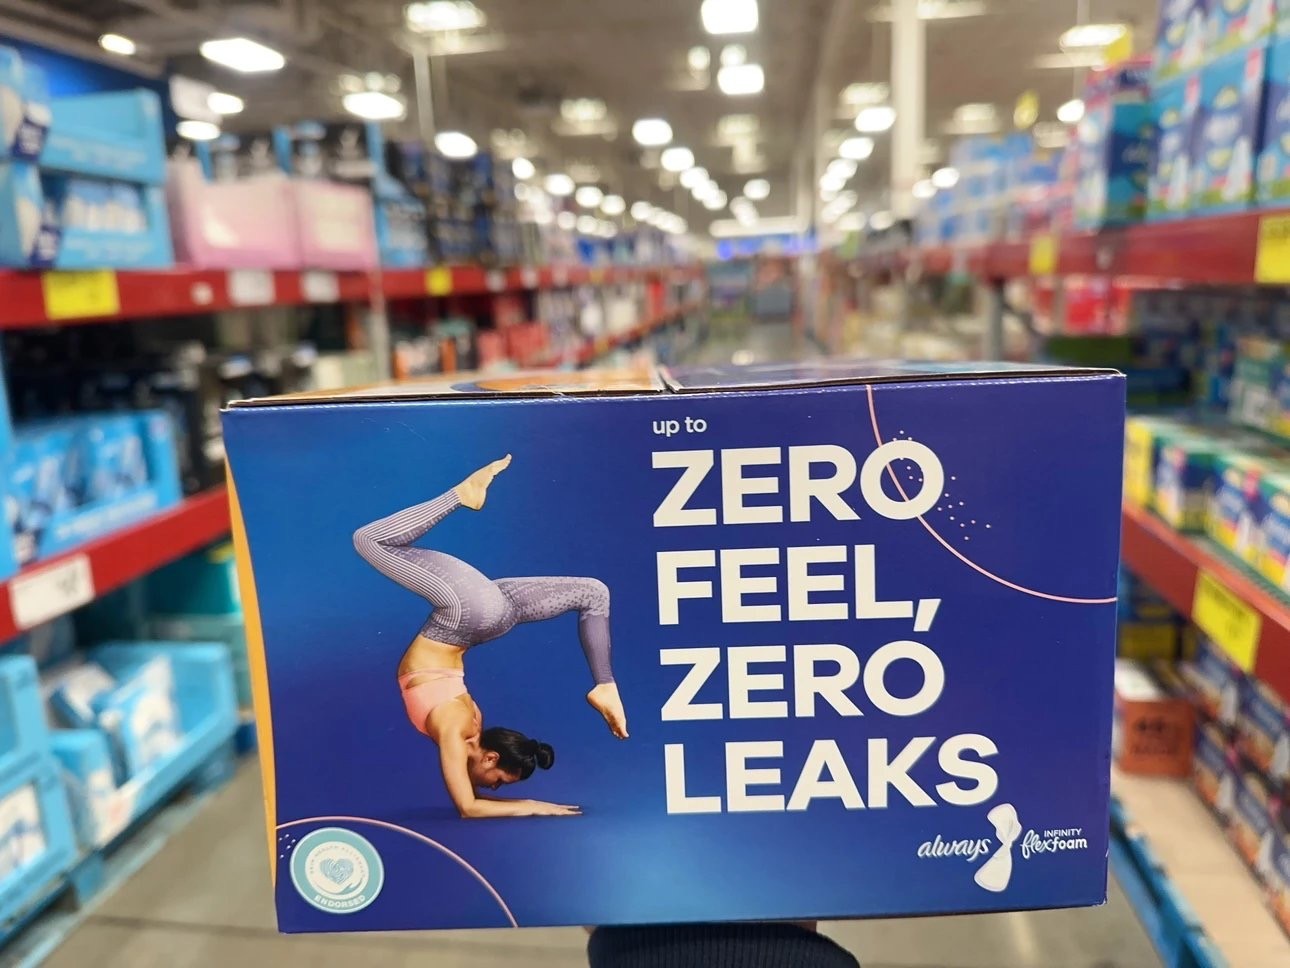 up to
ZERO
FEEL,
ZERO
LEAKS
always INFINITY
flexfoam
ENDORSED